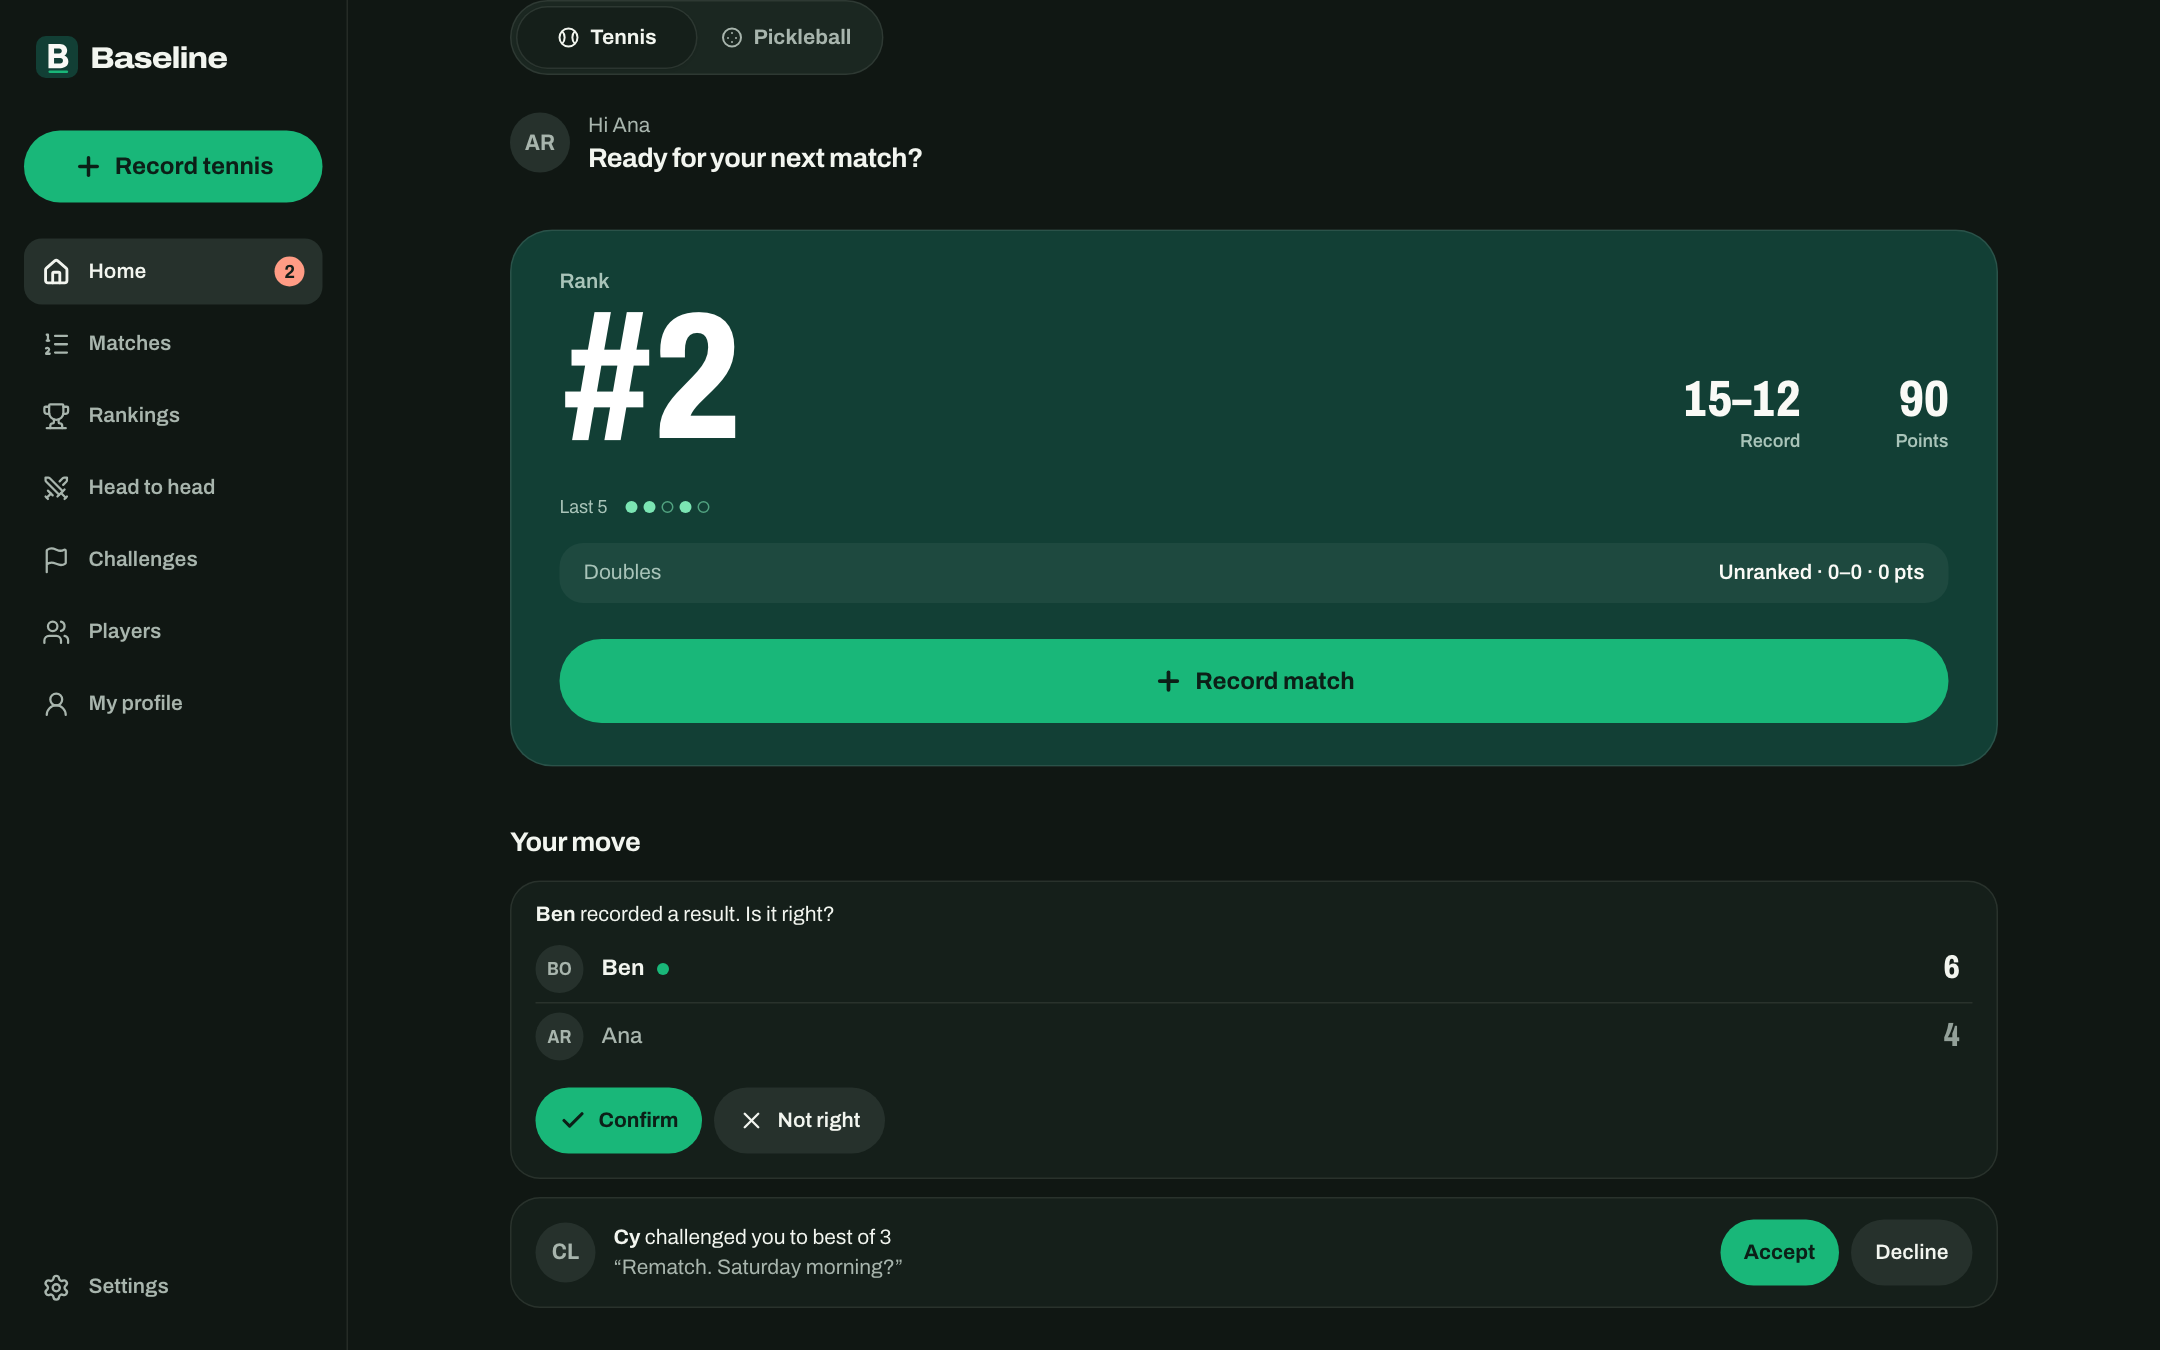 B Baseline
Record tennis
Home 2
Matches
Rankings
Head to head
Challenges
Players
My profile
Settings
Tennis Pickleball
AR
Hi Ana
Ready for your next match?
Rank
#2
15–12 90
Record Points
Last 5
Doubles Unranked · 0–0 · 0 pts
Record match
Your move
Ben recorded a result. Is it right?
BO Ben 6
AR Ana 4
Confirm Not right
CL
Cy challenged you to best of 3
“Rematch. Saturday morning?”
Accept Decline